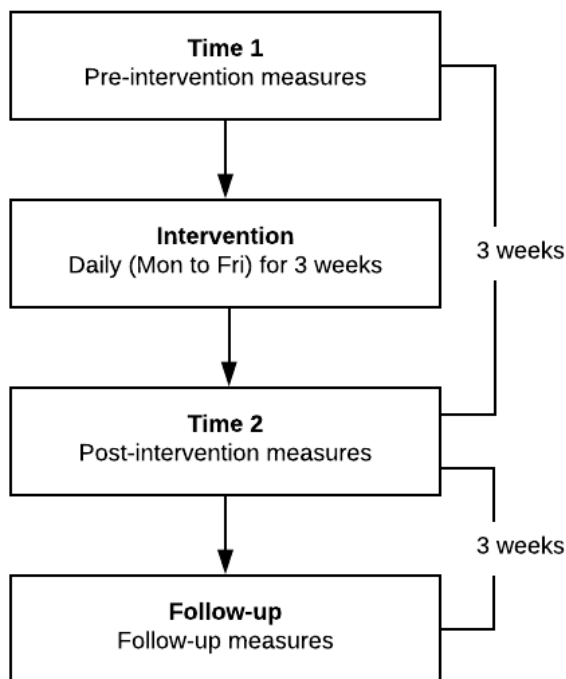 Time 1
Pre-intervention measures
Intervention
Daily (Mon to Fri) for 3 weeks
3 weeks
Time 2
Post-intervention measures
3 weeks
Follow-up
Follow-up measures